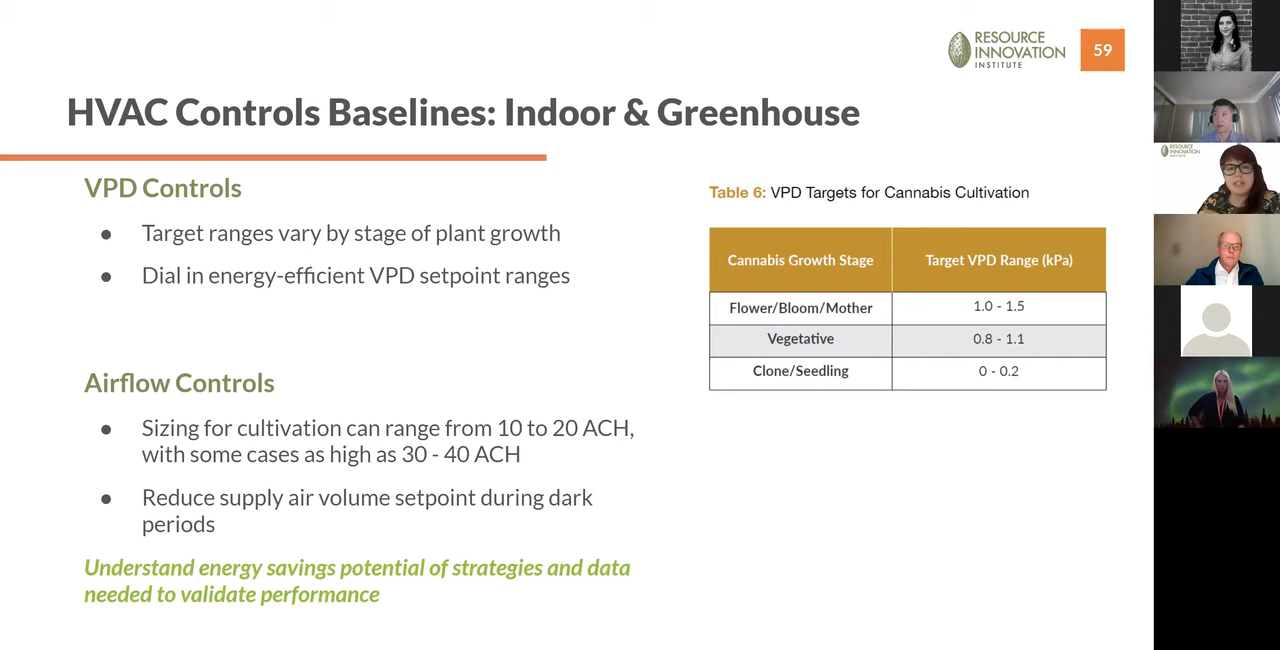 RESOURCE
INNOVATION
INSTITUTE
59
HVAC Controls Baselines: Indoor & Greenhouse
VPD Controls
● Target ranges vary by stage of plant growth
● Dial in energy-efficient VPD setpoint ranges
Airflow Controls
● Sizing for cultivation can range from 10 to 20 ACH,
with some cases as high as 30 - 40 ACH
● Reduce supply air volume setpoint during dark
periods
Understand energy savings potential of strategies and data
needed to validate performance
Table 6: VPD Targets for Cannabis Cultivation
Cannabis Growth Stage Target VPD Range (kPa)
Flower/Bloom/Mother 1.0 - 1.5
Vegetative 0.8 - 1.1
Clone/Seedling 0 - 0.2
RESOURCE
INNOVATION
INSTITUTE